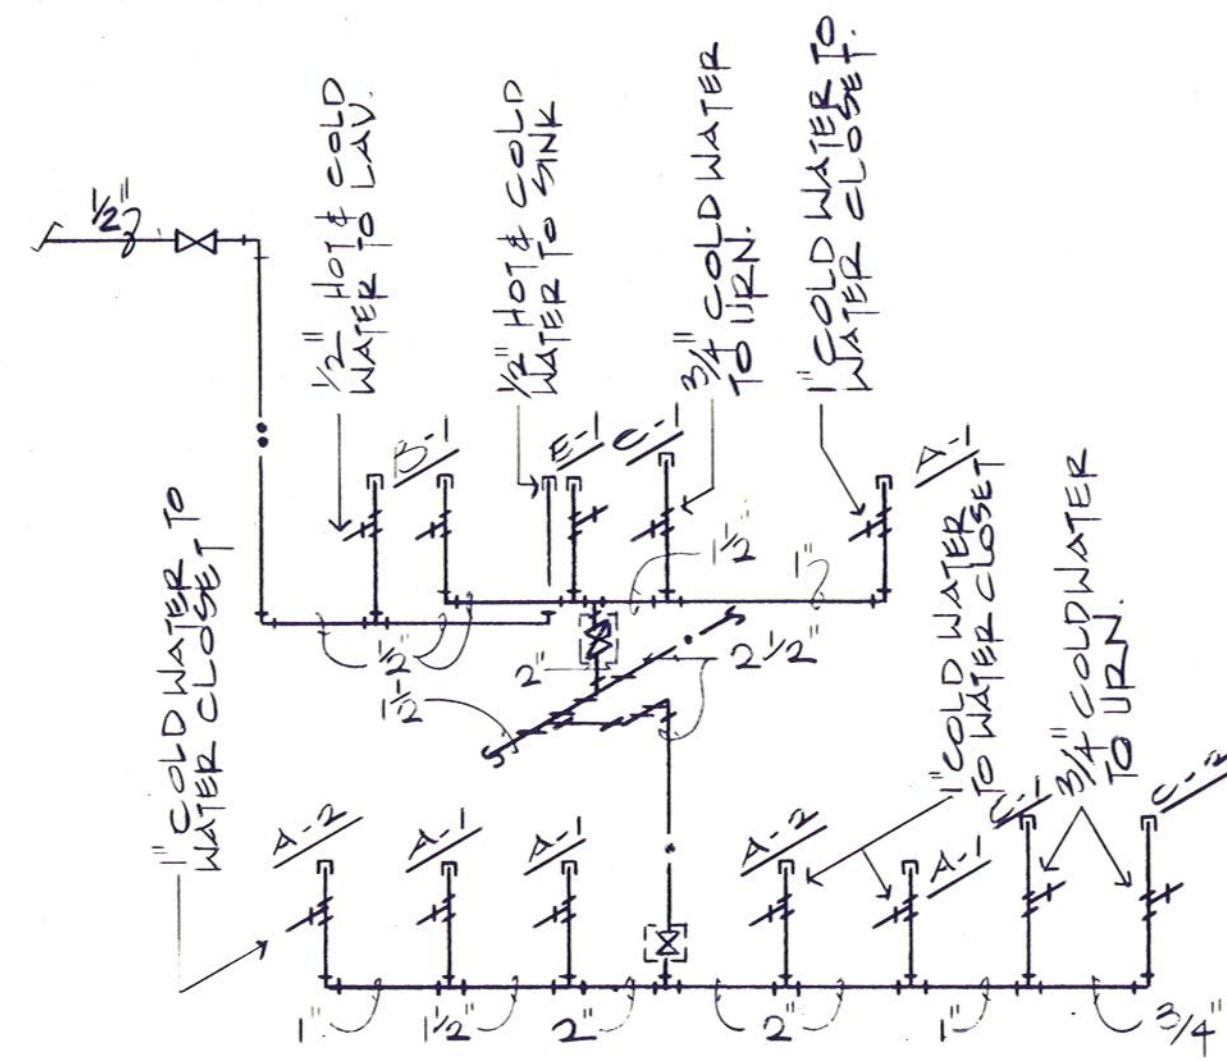 1/2"
1/2" HOT & COLD
WATER TO LAV.
1/2" HOT & COLD
WATER TO SINK
3/4" COLD WATER
TO URN.
1" COLD WATER TO
WATER CLOSET.
B-1
E-1
C-1
A-1
1" COLD WATER TO
WATER CLOSET
1/2"
1 1/2
1"
2"
2 1/2"
1 1/2
1" COLD WATER
TO WATER CLOSET
3/4" COLD WATER
TO URN.
A-2
A-1
A-1
A-2
A-1
C-1
C-2
1"
1 1/2"
2"
2"
1"
3/4"